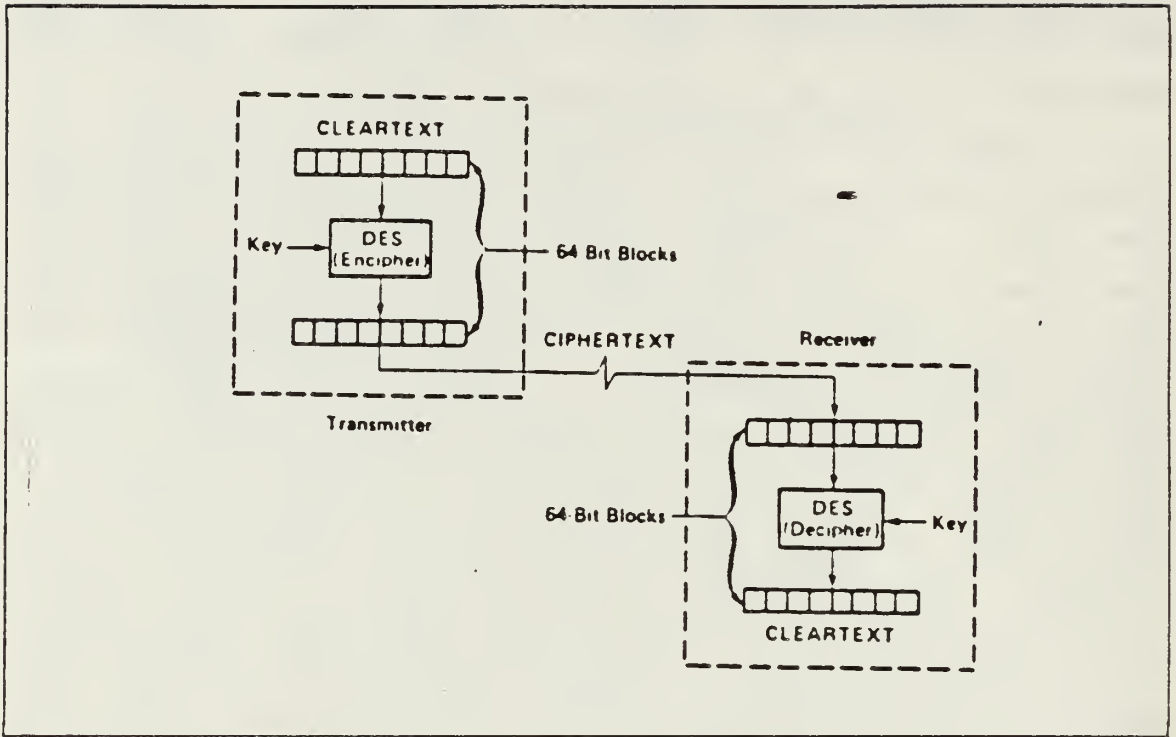 CLEARTEXT
Key
DES
(Encipher)
64 Bit Blocks
CIPHERTEXT
Transmitter
Receiver
64-Bit Blocks
DES
(Decipher)
Key
CLEARTEXT